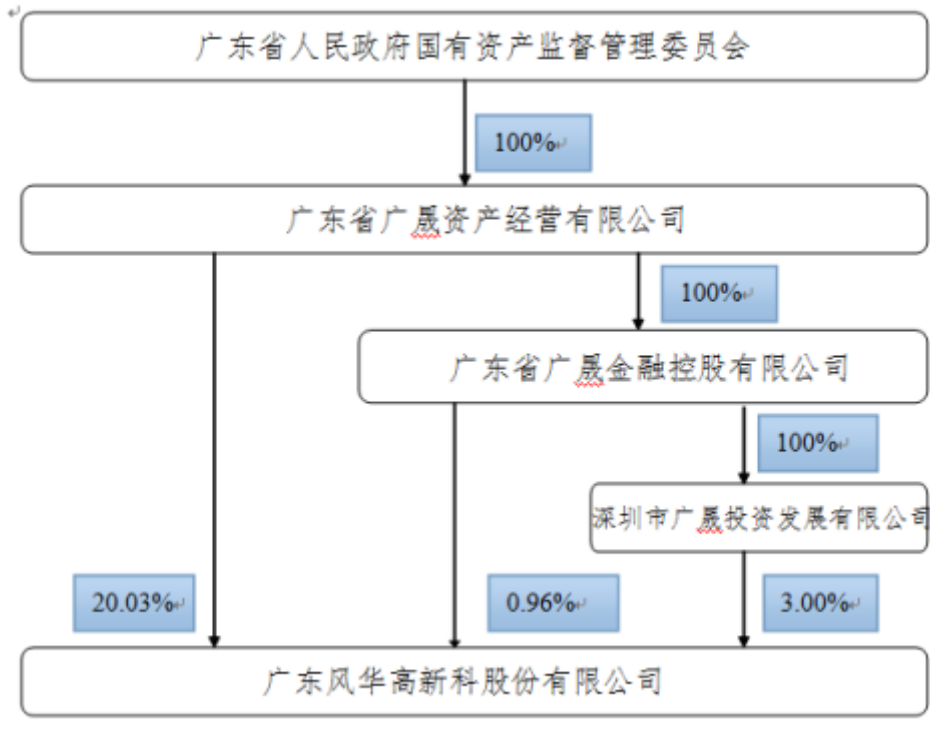 广东省人民政府国有资产监督管理委员会
100%
广东省广晟资产经营有限公司
100%
广东省广晟金融控股有限公司
100%
深圳市广晟投资发展有限公司
20.03%
0.96%
3.00%
广东风华高新科股份有限公司